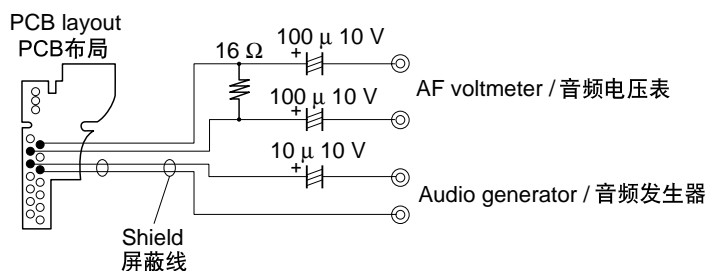 PCB layout
PCB布局
16 Ω
100 μ 10 V
+
AF voltmeter / 音频电压表
100 μ 10 V
+
10 μ 10 V
+
Audio generator / 音频发生器
Shield
屏蔽线